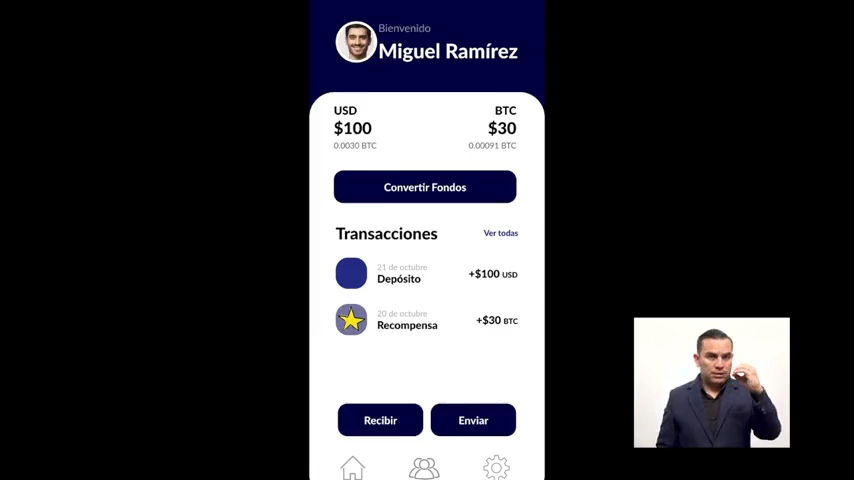 Bienvenido
Miguel Ramírez
USD
BTC
$100
$30
0.0030 BTC
0.00091 BTC
Convertir Fondos
Transacciones
Ver todas
21 de octubre
Depósito
+$100 USD
20 de octubre
Recompensa
+$30 BTC
Recibir
Enviar